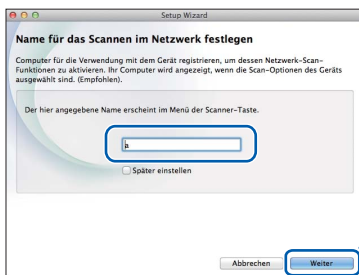 Setup Wizard
Name für das Scannen im Netzwerk festlegen
Computer für die Verwendung mit dem Gerät registrieren, um dessen Netzwerk-Scan-
Funktionen zu aktivieren. Ihr Computer wird angezeigt, wenn die Scan-Optionen des Geräts
ausgewählt sind. (Empfohlen).
Der hier angegebene Name erscheint im Menü der Scanner-Taste.
a
Später einstellen
Abbrechen Weiter